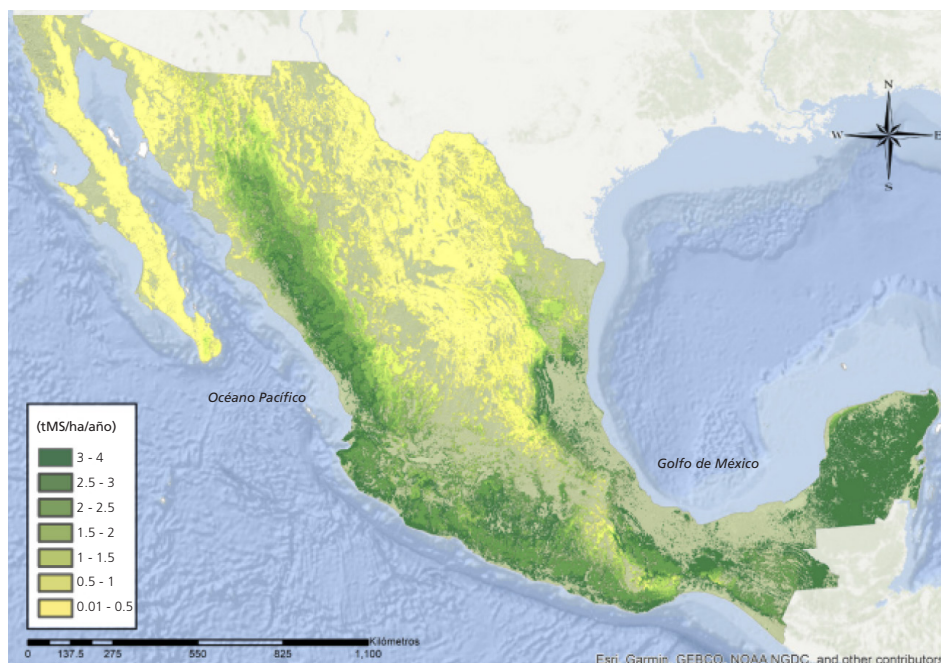 N
W E
S
Océano Pacífico
Golfo de México
(tMS/ha/año)
3 - 4
2.5 - 3
2 - 2.5
1.5 - 2
1 - 1.5
0.5 - 1
0.01 - 0.5
Kilómetros
0 137.5 275 550 825 1,100
Esri, Garmin, GEBCO, NOAA NGDC, and other contributors